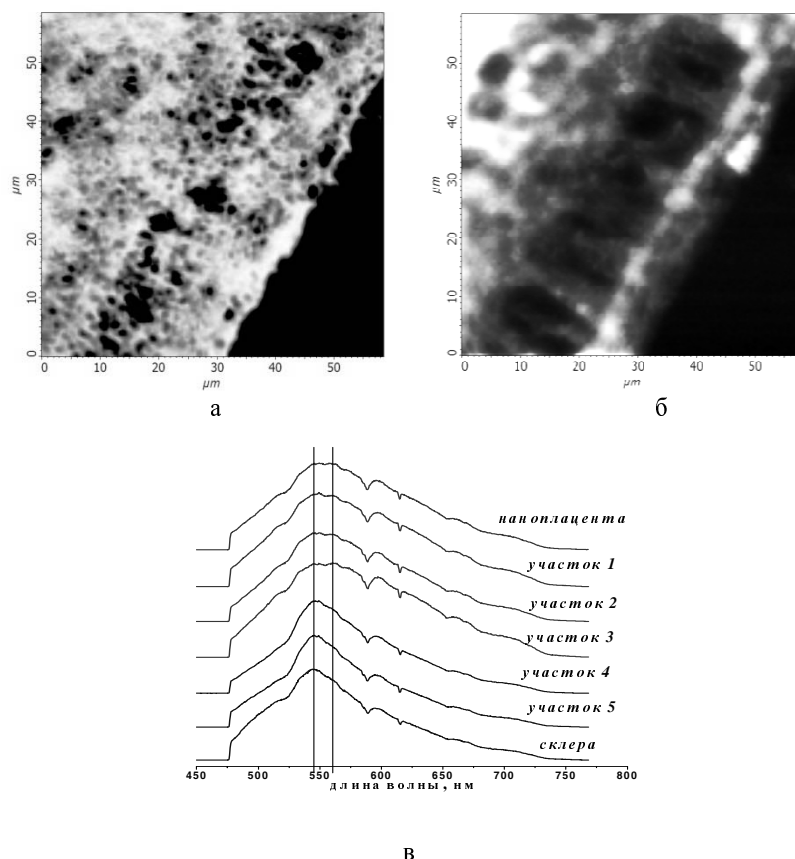 50
40
30
20
10
0
μm
0 10 20 30 40 50
μm
а
50
40
30
20
10
0
μm
0 10 20 30 40 50
μm
б
наноплацента
участок 1
участок 2
участок 3
участок 4
участок 5
склера
450 500 550 600 650 700 750 800
длина волны, нм
в